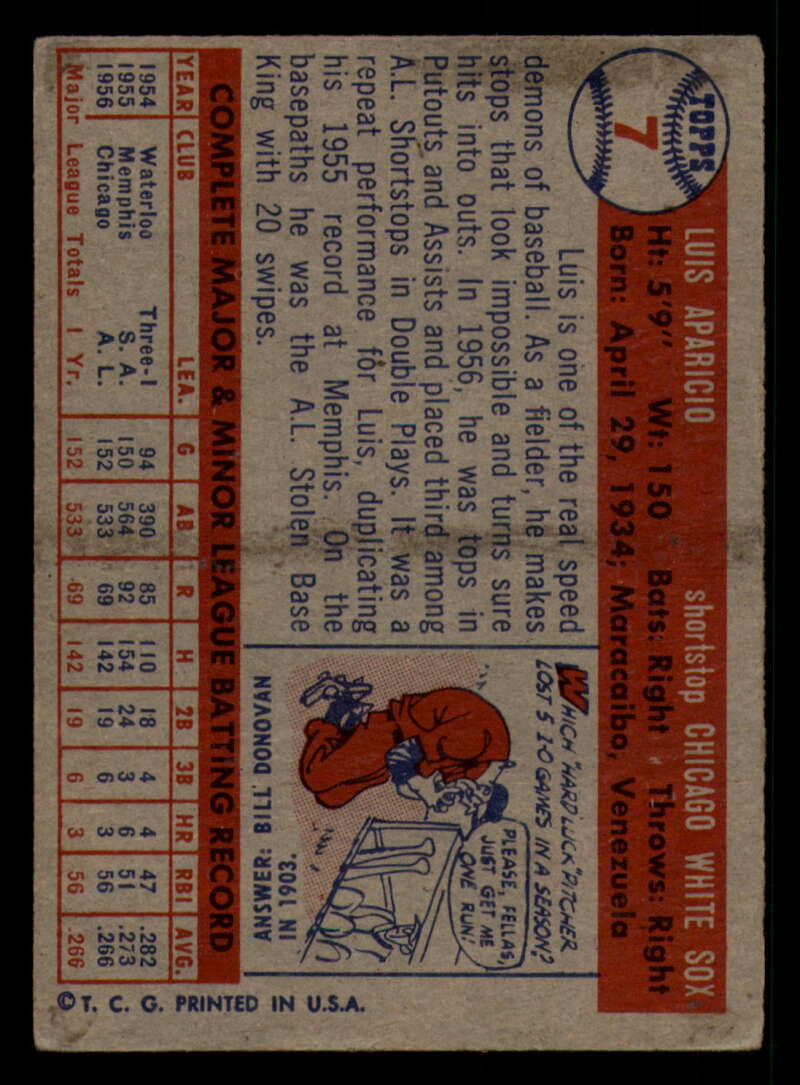 TOPPS
7
LUIS APARICIO shortstop CHICAGO WHITE SOX
Ht: 5'9" Wt: 150 Bats: Right Throws: Right
Born: April 29, 1934; Maracaibo, Venezuela
Luis is one of the real speed
demons of baseball. As a fielder, he makes
stops that look impossible and turns sure
hits into outs. In 1956, he was tops in
Putouts and Assists and placed third among
A.L. Shortstops in Double Plays. It was a
repeat performance for Luis, duplicating
his 1955 record at Memphis. On the
basepaths he was the A.L. Stolen Base
King with 20 swipes.
WHICH "HARD LUCK" PITCHER
LOST 5 1-0 GAMES IN A SEASON?
PLEASE, FELLAS,
JUST GET ME
ONE RUN!
ANSWER: BILL DONOVAN
IN 1903.
COMPLETE MAJOR & MINOR LEAGUE BATTING RECORD
YEAR CLUB LEA. G AB R H 2B 3B HR RBI AVG.
1954 Waterloo Three-I 94 390 85 110 18 4 4 47 .282
1955 Memphis S. A. 150 564 92 154 24 3 6 51 .273
1956 Chicago A. L. 152 533 69 142 19 6 3 56 .266
Major League Totals 1 Yr. 152 533 69 142 19 6 3 56 .266
© T. C. G. PRINTED IN U.S.A.